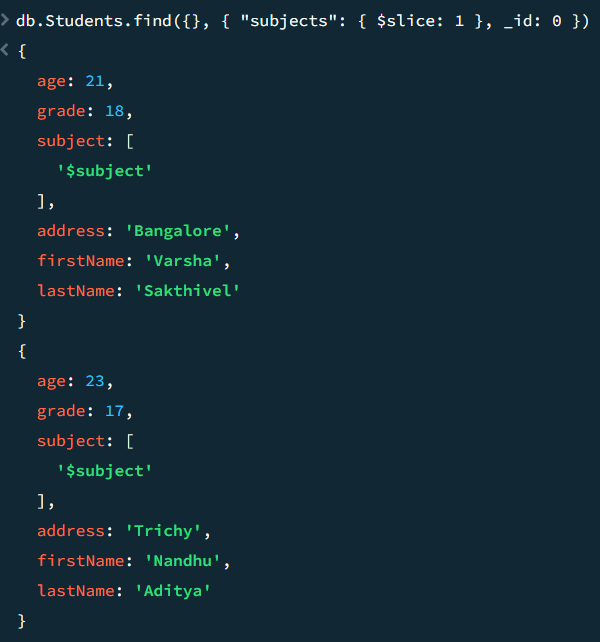 > db.Students.find({}, { "subjects": { $slice: 1 }, _id: 0 })
< {
age: 21,
grade: 18,
subject: [
'$subject'
],
address: 'Bangalore',
firstName: 'Varsha',
lastName: 'Sakthivel'
}
{
age: 23,
grade: 17,
subject: [
'$subject'
],
address: 'Trichy',
firstName: 'Nandhu',
lastName: 'Aditya'
}